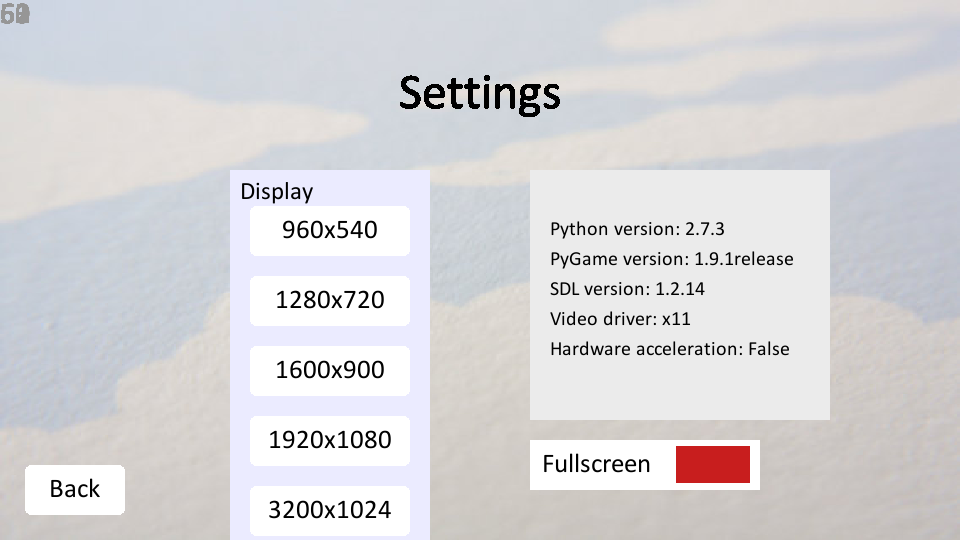 Settings
Display
960x540
1280x720
1600x900
1920x1080
3200x1024
Python version: 2.7.3
PyGame version: 1.9.1release
SDL version: 1.2.14
Video driver: x11
Hardware acceleration: False
Fullscreen
Back